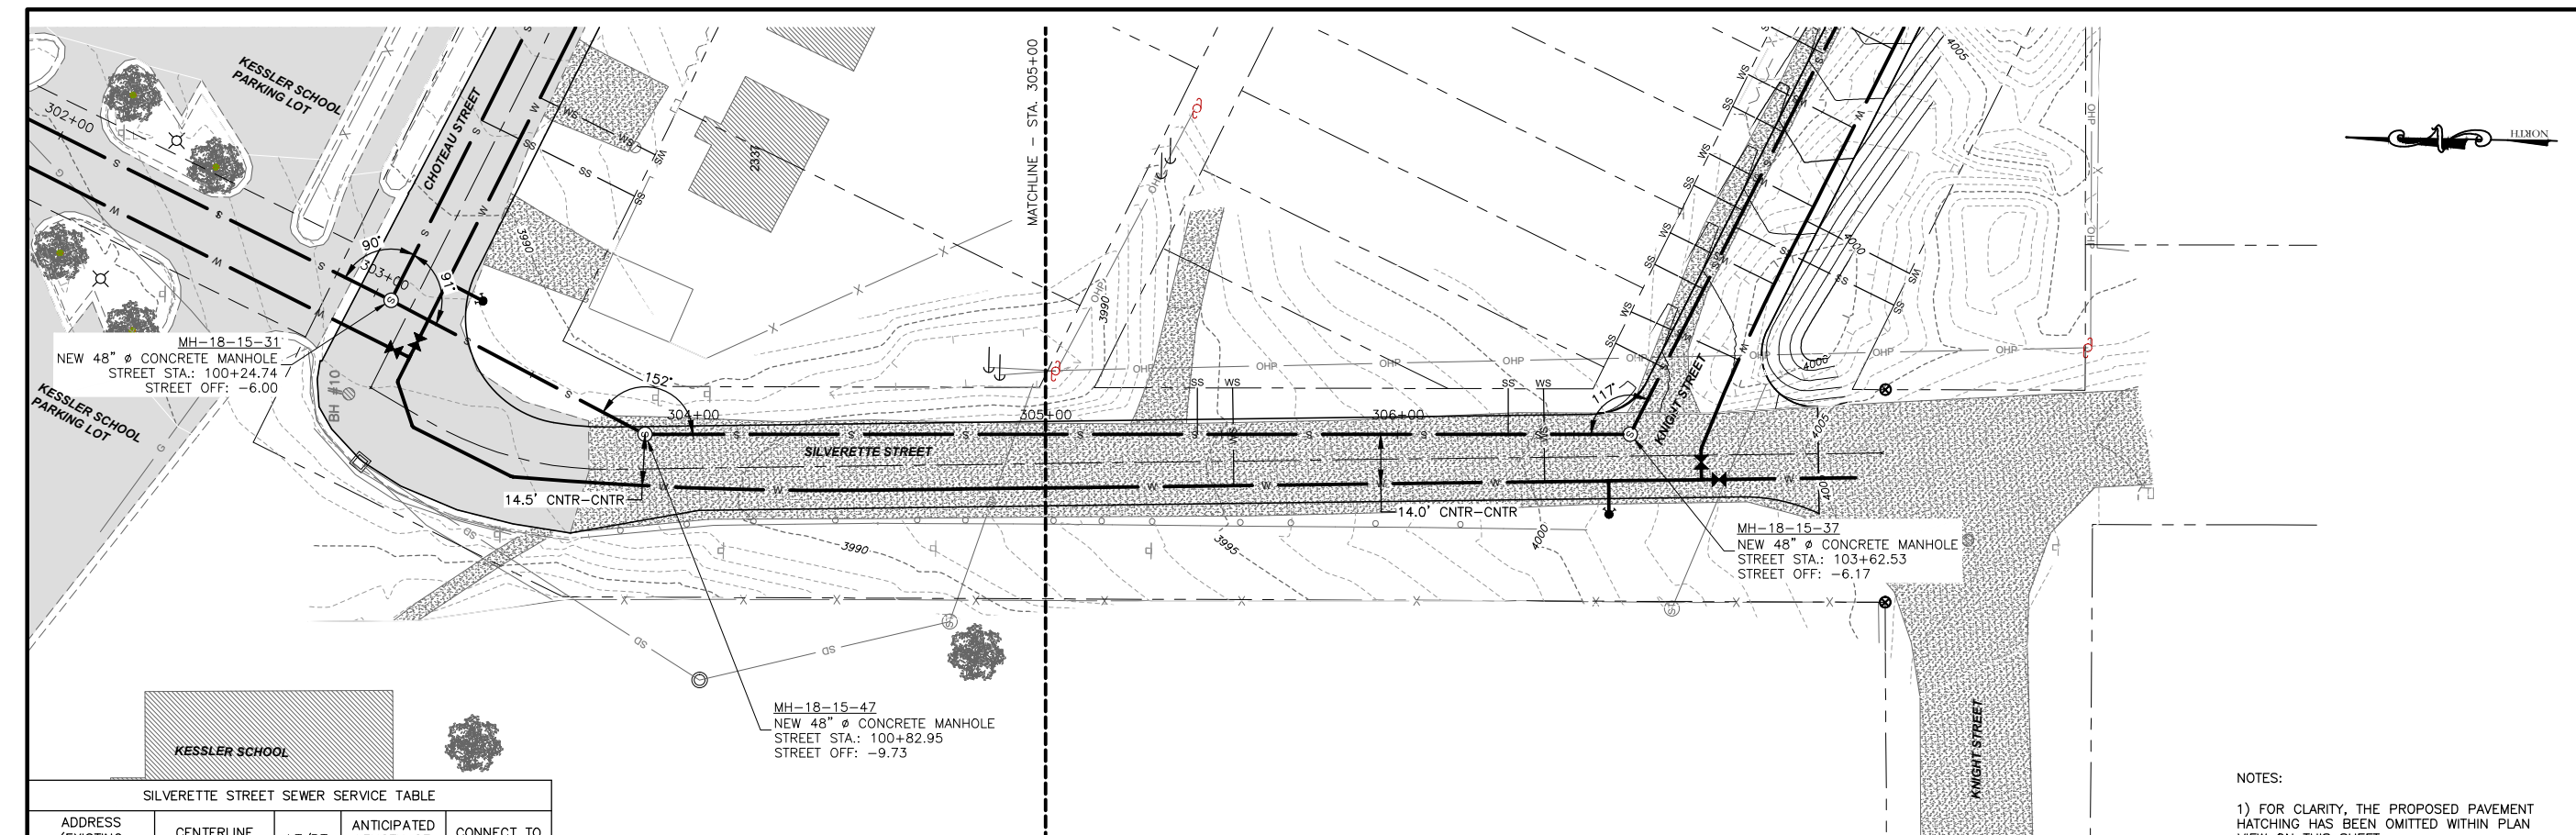 KESSLER SCHOOL
PARKING LOT
302+00
CHOTEAU STREET
MATCHLINE - STA. 305+00
2337
4005
NORTH
OHP
90°
303+00
91°
3990
4000
MH-18-15-31
NEW 48" ø CONCRETE MANHOLE
STREET STA.: 100+24.74
STREET OFF: -6.00
BH #10
KESSLER SCHOOL
PARKING LOT
152°
304+00
305+00
306+00
117°
KNIGHT STREET
4008
4005
SILVERETTE STREET
14.5' CNTR-CNTR
14.0' CNTR-CNTR
3990
3995
4000
MH-18-15-37
NEW 48" ø CONCRETE MANHOLE
STREET STA.: 103+62.53
STREET OFF: -6.17
SD
SD
SD
MH-18-15-47
NEW 48" ø CONCRETE MANHOLE
STREET STA.: 100+82.95
STREET OFF: -9.73
KESSLER SCHOOL
KNIGHT STREET
SILVERETTE STREET SEWER SERVICE TABLE
ADDRESS
CENTERLINE
ANTICIPATED
CONNECT TO
NOTES:
1) FOR CLARITY, THE PROPOSED PAVEMENT
HATCHING HAS BEEN OMITTED WITHIN PLAN